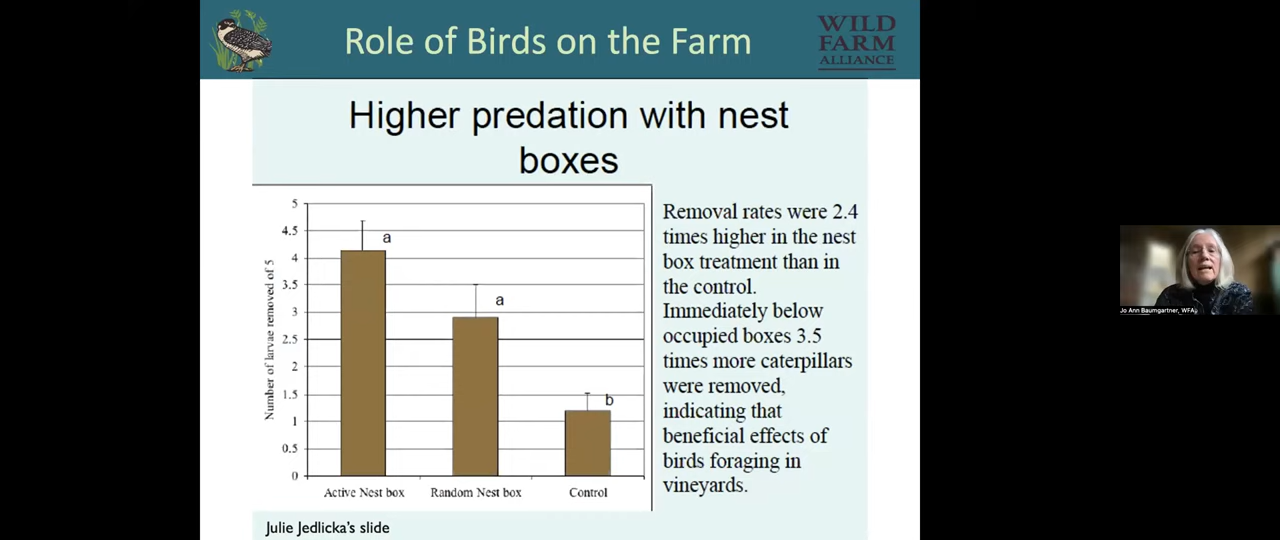 Role of Birds on the Farm
WILD
FARM
ALLIANCE
Higher predation with nest
boxes
Number of larvae removed of 5
5
4.5
4
3.5
3
2.5
2
1.5
1
0.5
0
a
a
b
Active Nest box
Random Nest box
Control
Removal rates were 2.4
times higher in the nest
box treatment than in
the control.
Immediately below
occupied boxes 3.5
times more caterpillars
were removed,
indicating that
beneficial effects of
birds foraging in
vineyards.
Julie Jedlicka's slide
Jo Ann Baumgartner, WFA